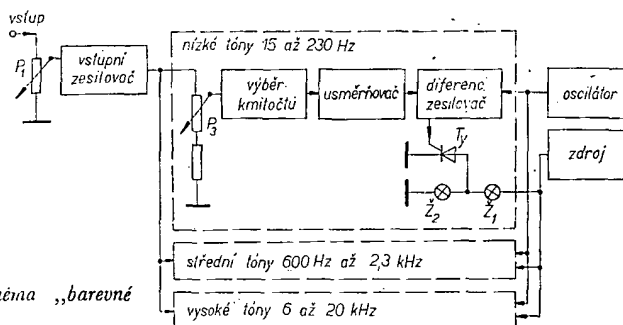 vstup
P1
vstupní
zesilovač
nízké tóny 15 až 230 Hz
P3
výběr
kmitočtů
usměrňovač
diferenc.
zesilovač
oscilátor
zdroj
Ty
Ž2
Ž1
střední tóny 600 Hz až 2,3 kHz
vysoké tóny 6 až 20 kHz
„barevné